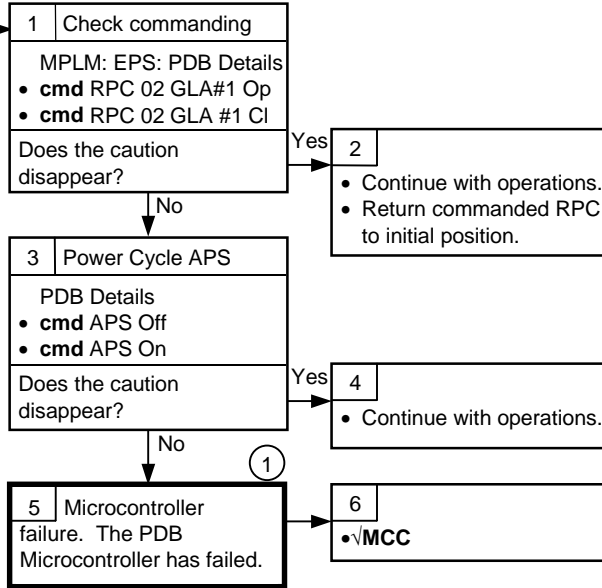 1 Check commanding
MPLM: EPS: PDB Details
• cmd RPC 02 GLA#1 Op
• cmd RPC 02 GLA #1 Cl
Does the caution
disappear?
Yes
No
2
• Continue with operations.
• Return commanded RPC
to initial position.
3 Power Cycle APS
PDB Details
• cmd APS Off
• cmd APS On
Does the caution
disappear?
Yes
No
4
• Continue with operations.
1
5 Microcontroller
failure. The PDB
Microcontroller has failed.
6
•√MCC